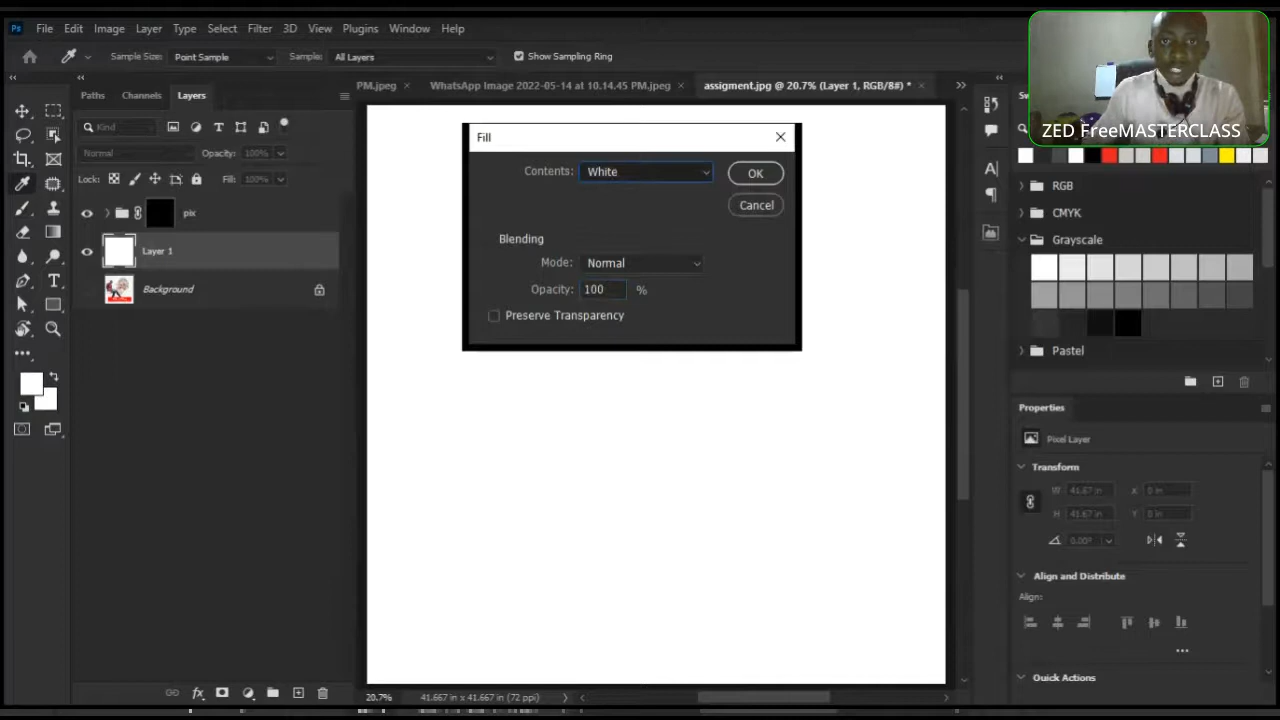 Ps File Edit Image Layer Type Select Filter 3D View Plugins Window Help
Sample Size: Point Sample Sample: All Layers Show Sampling Ring
PM.jpeg × WhatsApp Image 2022-05-14 at 10.14.45 PM.jpeg × assigment.jpg @ 20.7% (Layer 1, RGB/8#) * ×
Paths Channels Layers
Kind
Normal Opacity: 100%
Lock: Fill: 100%
pix
Layer 1
Background
Fill
Contents: White OK
Cancel
Blending
Mode: Normal
Opacity: 100 %
Preserve Transparency
20.7% 41.667 in x 41.667 in (72 ppi)
ZED FreeMASTERCLASS
RGB
CMYK
Grayscale
Pastel
Properties
Pixel Layer
Transform
W 41.67 in X 0 in
H 41.67 in Y 0 in
0.00°
Align and Distribute
Align:
Quick Actions